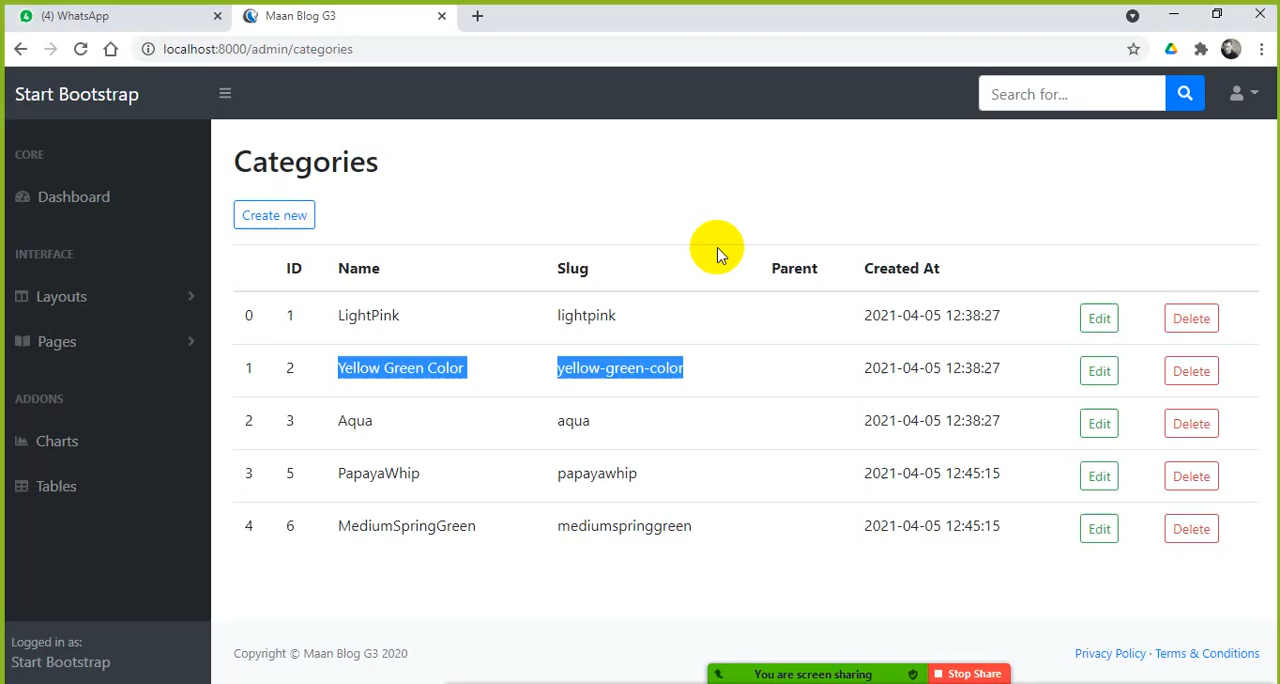 (4) WhatsApp
Maan Blog G3
localhost:8000/admin/categories
Start Bootstrap
Search for...
CORE
Dashboard
INTERFACE
Layouts
Pages
ADDONS
Charts
Tables
Logged in as:
Start Bootstrap
Categories
Create new
ID Name Slug Parent Created At
0 1 LightPink lightpink 2021-04-05 12:38:27 Edit Delete
1 2 Yellow Green Color yellow-green-color 2021-04-05 12:38:27 Edit Delete
2 3 Aqua aqua 2021-04-05 12:38:27 Edit Delete
3 5 PapayaWhip papayawhip 2021-04-05 12:45:15 Edit Delete
4 6 MediumSpringGreen mediumspringgreen 2021-04-05 12:45:15 Edit Delete
Copyright © Maan Blog G3 2020
Privacy Policy · Terms & Conditions
You are screen sharing
Stop Share